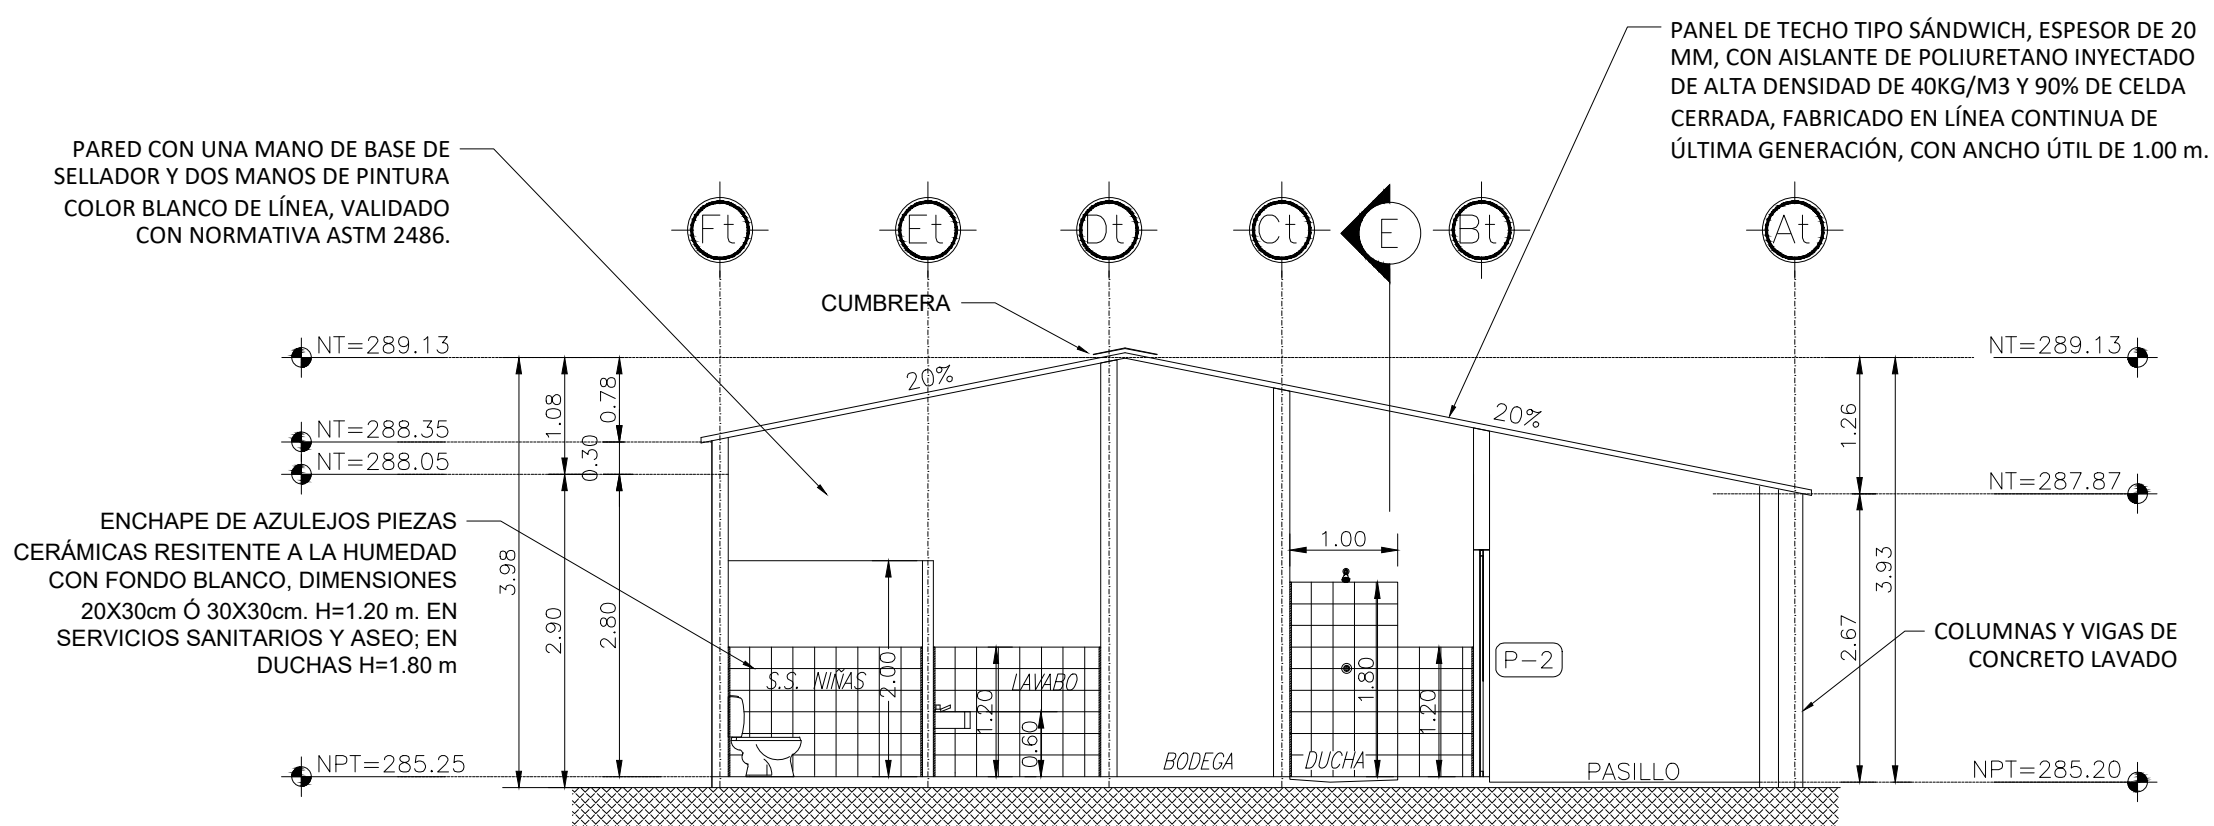 PANEL DE TECHO TIPO SÁNDWICH, ESPESOR DE 20
MM, CON AISLANTE DE POLIURETANO INYECTADO
DE ALTA DENSIDAD DE 40KG/M3 Y 90% DE CELDA
CERRADA, FABRICADO EN LÍNEA CONTINUA DE
ÚLTIMA GENERACIÓN, CON ANCHO ÚTIL DE 1.00 m.
PARED CON UNA MANO DE BASE DE
SELLADOR Y DOS MANOS DE PINTURA
COLOR BLANCO DE LÍNEA, VALIDADO
CON NORMATIVA ASTM 2486.
Ft
Et
Dt
Ct
E
Bt
At
CUMBRERA
NT=289.13
NT=289.13
20%
20%
0.78
1.08
0.30
1.26
NT=288.35
NT=288.05
NT=287.87
ENCHAPE DE AZULEJOS PIEZAS
CERÁMICAS RESITENTE A LA HUMEDAD
CON FONDO BLANCO, DIMENSIONES
20X30cm Ó 30X30cm. H=1.20 m. EN
SERVICIOS SANITARIOS Y ASEO; EN
DUCHAS H=1.80 m
3.98
2.90
2.80
1.00
3.93
2.67
S.S. NIÑAS
2.00
LAVABO
1.20
0.60
1.80
1.20
P-2
COLUMNAS Y VIGAS DE
CONCRETO LAVADO
BODEGA
DUCHA
PASILLO
NPT=285.25
NPT=285.20